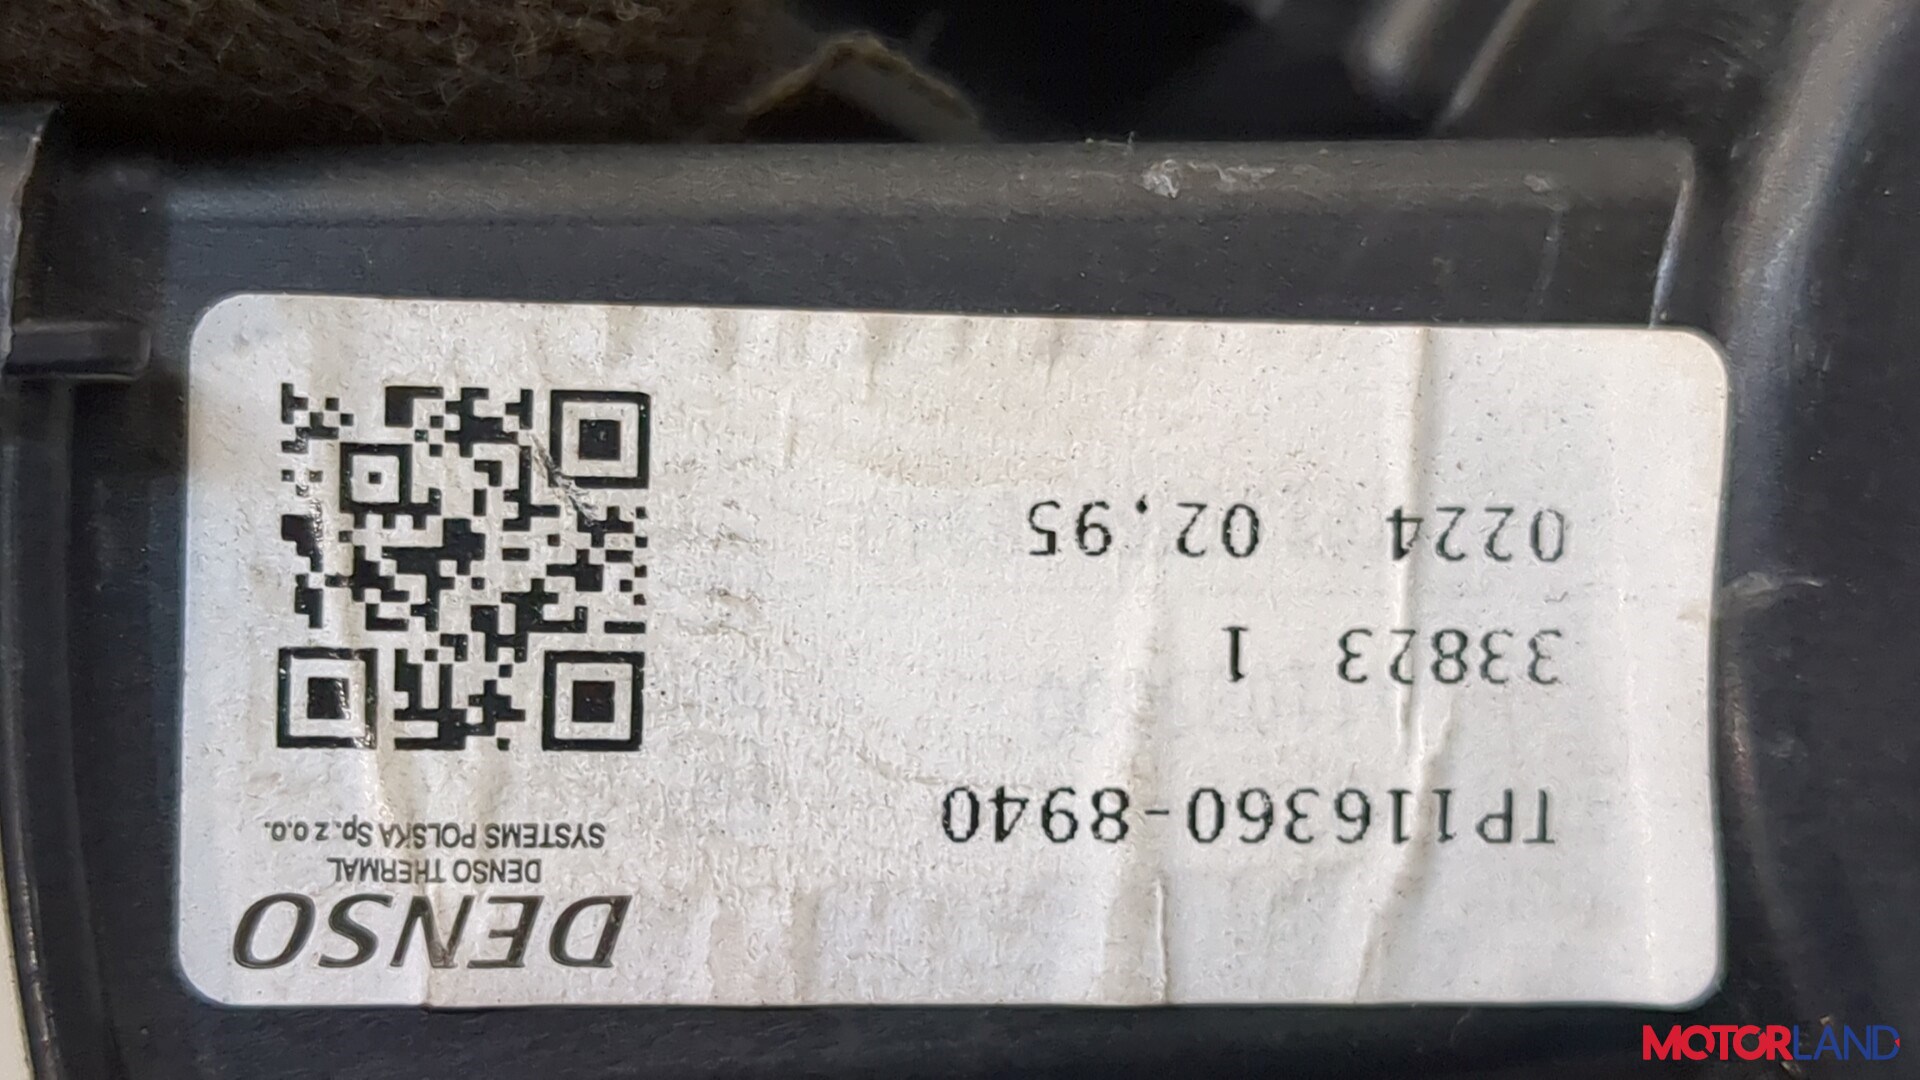 DENSO
DENSO THERMAL
SYSTEMS POLSKA Sp. z o.o.
TP116360-8940
33823 1
0224 02,95
MOTORLAND